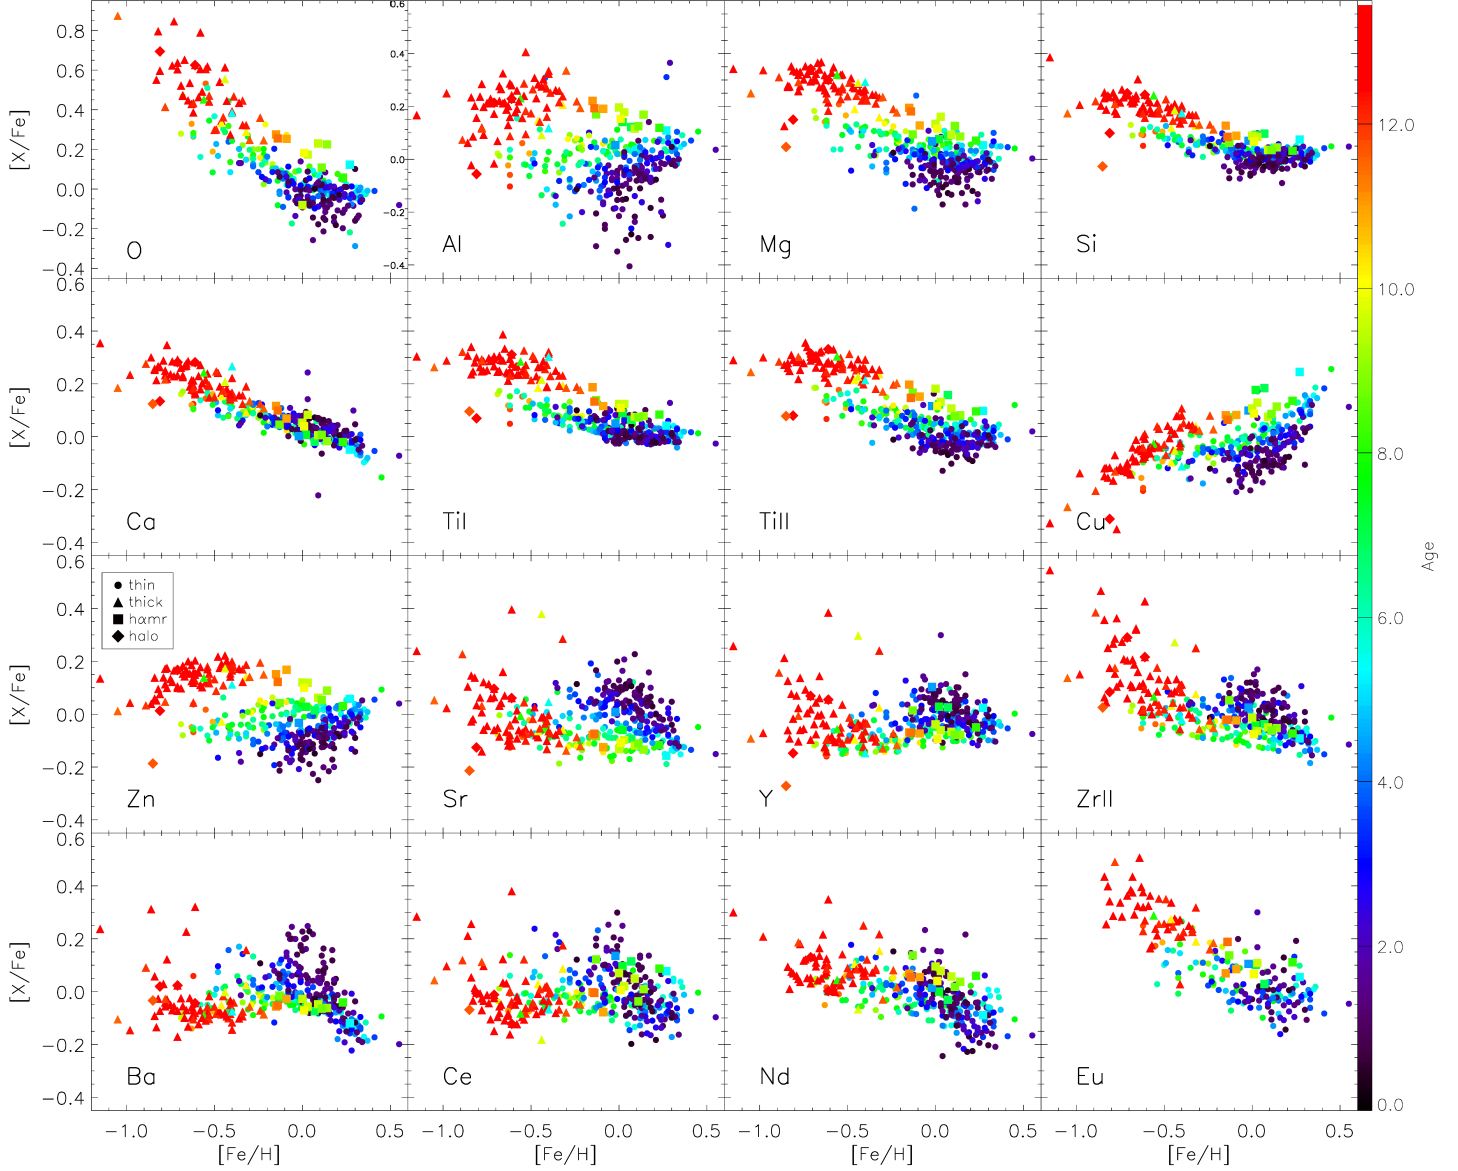 0.8
0.6
0.4
0.2
0.0
−0.2
−0.4
[X/Fe]
O
0.6
0.4
0.2
0.0
−0.2
−0.4
Al
Mg
Si
0.6
0.4
0.2
0.0
−0.2
−0.4
[X/Fe]
Ca
TiI
TiII
Cu
0.6
0.4
0.2
0.0
−0.2
−0.4
[X/Fe]
thin
thick
hαmr
halo
Zn
Sr
Y
ZrII
0.6
0.4
0.2
0.0
−0.2
−0.4
[X/Fe]
Ba
Ce
Nd
Eu
−1.0 −0.5 0.0 0.5
−1.0 −0.5 0.0 0.5
−1.0 −0.5 0.0 0.5
−1.0 −0.5 0.0 0.5
[Fe/H] [Fe/H] [Fe/H] [Fe/H]
12.0
10.0
8.0
6.0
4.0
2.0
0.0
Age